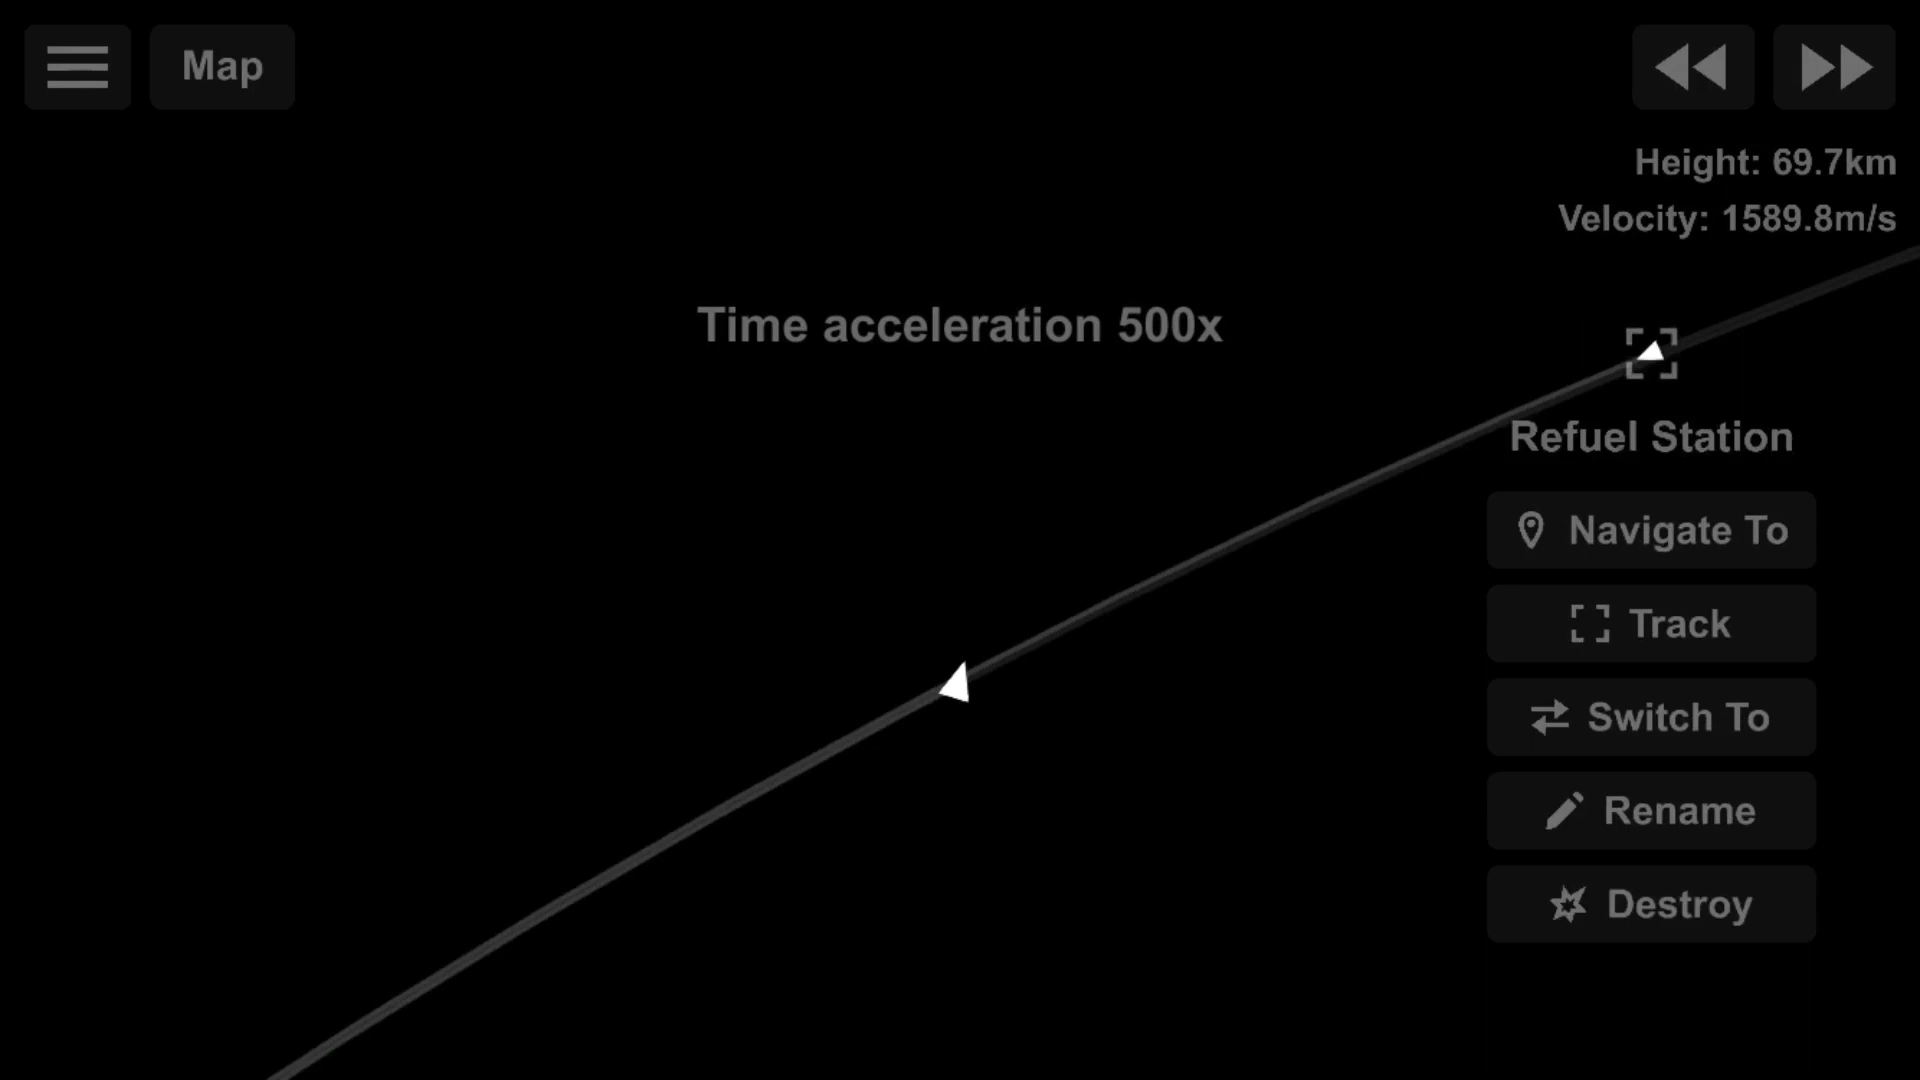 Map
Height: 69.7km
Velocity: 1589.8m/s
Time acceleration 500x
Refuel Station
Navigate To
Track
Switch To
Rename
Destroy